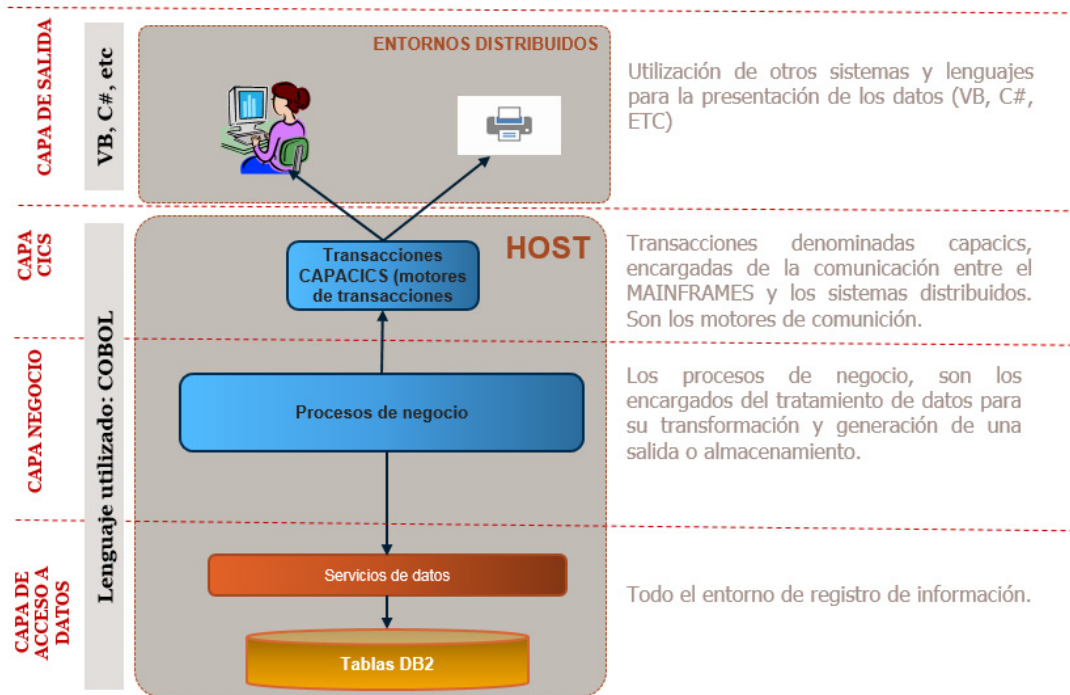 CAPA DE SALIDA
VB, C#, etc
ENTORNOS DISTRIBUIDOS
Utilización de otros sistemas y lenguajes
para la presentación de los datos (VB, C#,
ETC)
CAPA
CICS
Lenguaje utilizado: COBOL
HOST
Transacciones
CAPACICS (motores
de transacciones
Transacciones denominadas capacics,
encargadas de la comunicación entre el
MAINFRAMES y los sistemas distribuidos.
Son los motores de comunición.
CAPA NEGOCIO
Procesos de negocio
Los procesos de negocio, son los
encargados del tratamiento de datos para
su transformación y generación de una
salida o almacenamiento.
CAPA DE
ACCESO A
DATOS
Servicios de datos
Tablas DB2
Todo el entorno de registro de información.